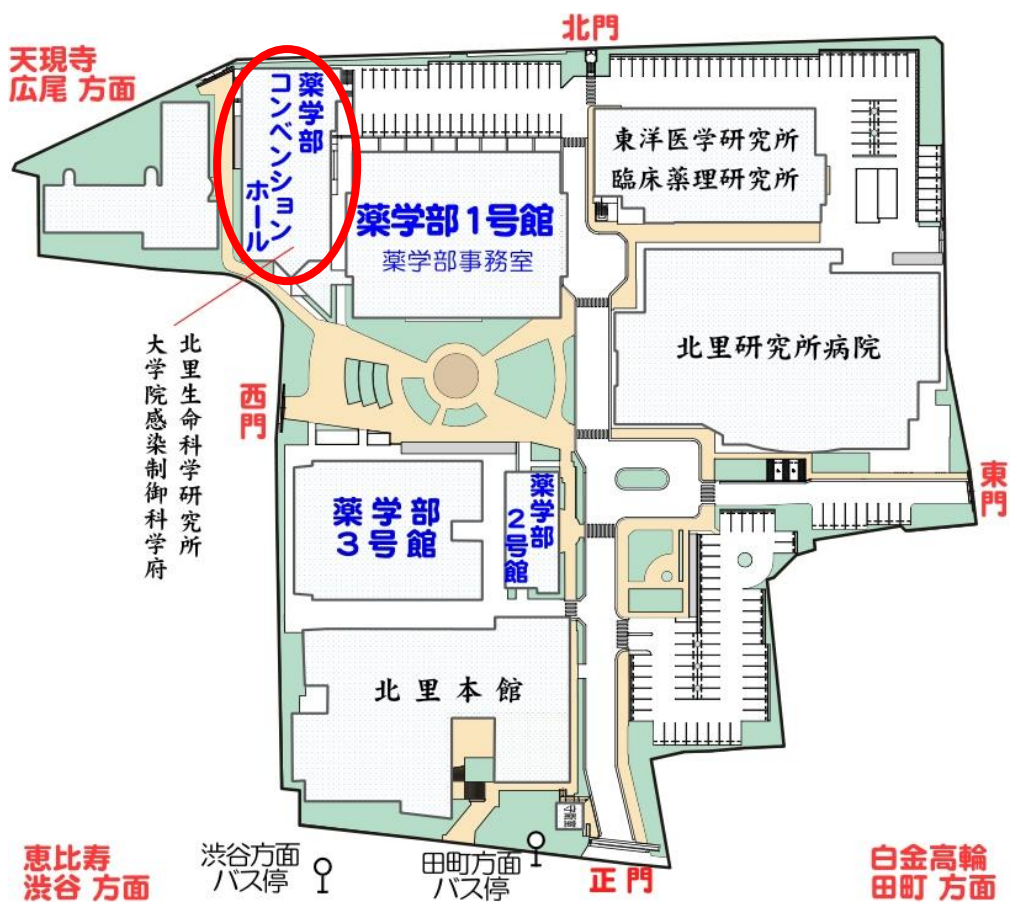 北門
天現寺
広尾 方面
薬学部
コンベンション
ホール
東洋医学研究所
臨床薬理研究所
薬学部1号館
薬学部事務室
北里研究所病院
北里生命科学研究所
大学院感染制御科学府
西門
東門
薬学部
3号館
薬学部
2号館
北里本館
守衛室
恵比寿
渋谷 方面
渋谷方面
バス停
田町方面
バス停
正門
白金高輪
田町 方面